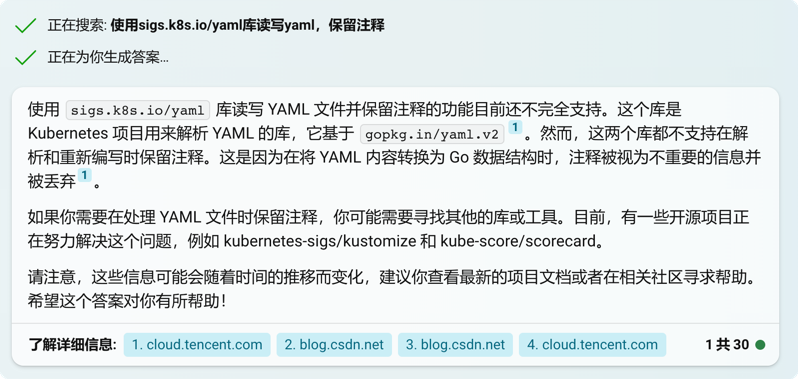 正在搜索: 使用sigs.k8s.io/yaml库读写yaml，保留注释
正在为你生成答案...
使用 sigs.k8s.io/yaml 库读写 YAML 文件并保留注释的功能目前还不完全支持。这个库是
Kubernetes 项目用来解析 YAML 的库，它基于 gopkg.in/yaml.v2 1 。然而，这两个库都不支持在解
析和重新编写时保留注释。这是因为在将 YAML 内容转换为 Go 数据结构时，注释被视为不重要的信息并
被丢弃 1 。
如果你需要在处理 YAML 文件时保留注释，你可能需要寻找其他的库或工具。目前，有一些开源项目正
在努力解决这个问题，例如 kubernetes-sigs/kustomize 和 kube-score/scorecard。
请注意，这些信息可能会随着时间的推移而变化，建议你查看最新的项目文档或者在相关社区寻求帮助。
希望这个答案对你有所帮助！
了解详细信息: 1. cloud.tencent.com 2. blog.csdn.net 3. blog.csdn.net 4. cloud.tencent.com 1 共 30